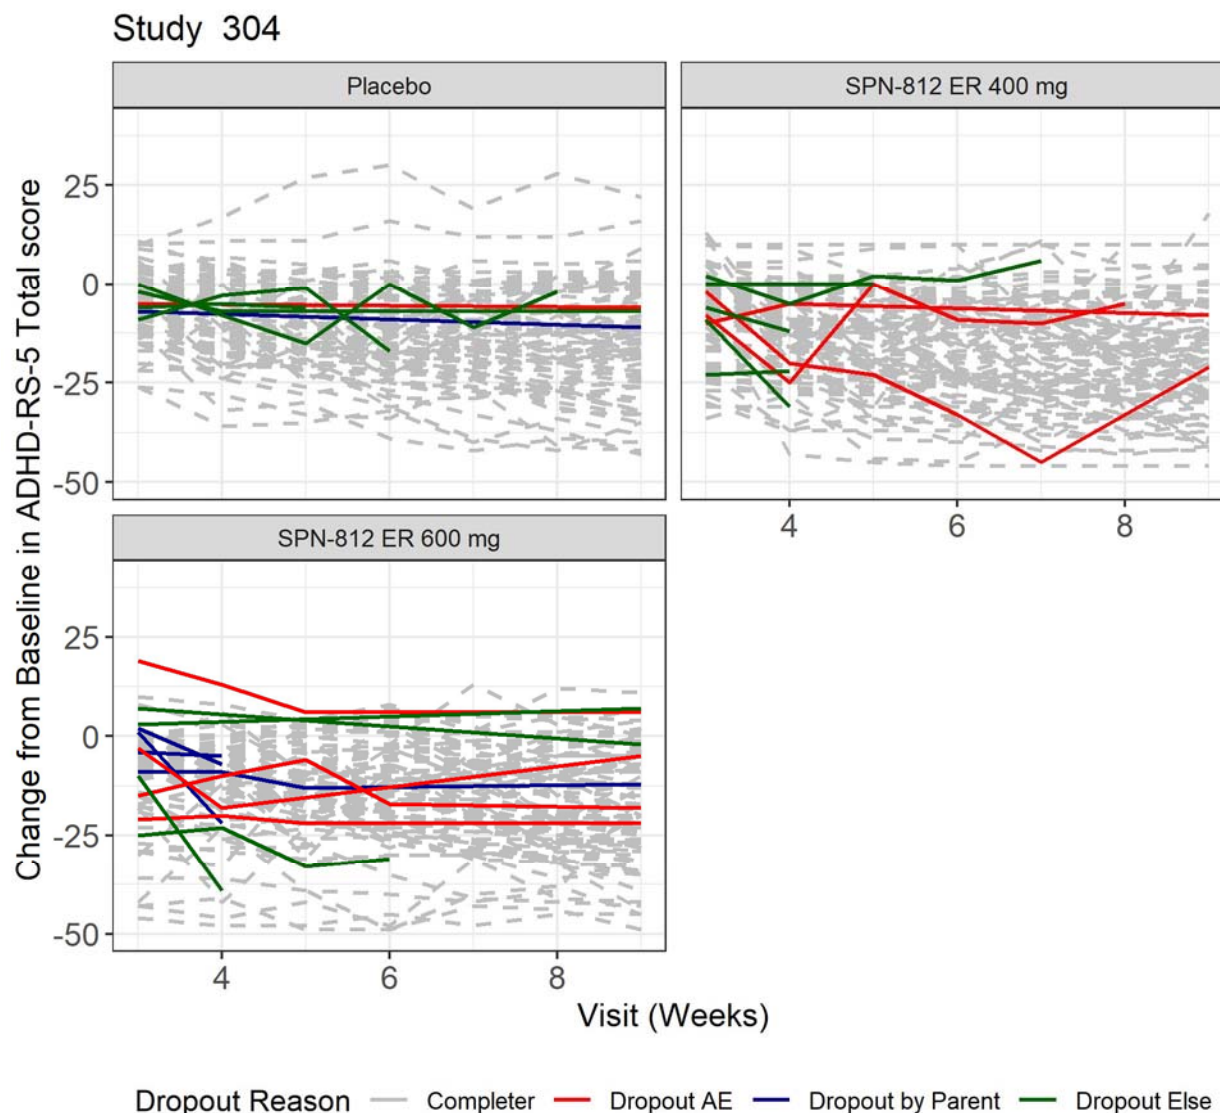 Study 304
Placebo
SPN-812 ER 400 mg
25
0
-25
-50
4 6 8
SPN-812 ER 600 mg
25
0
-25
-50
4 6 8
Change from Baseline in ADHD-RS-5 Total score
Visit (Weeks)
Dropout Reason Completer Dropout AE Dropout by Parent Dropout Else